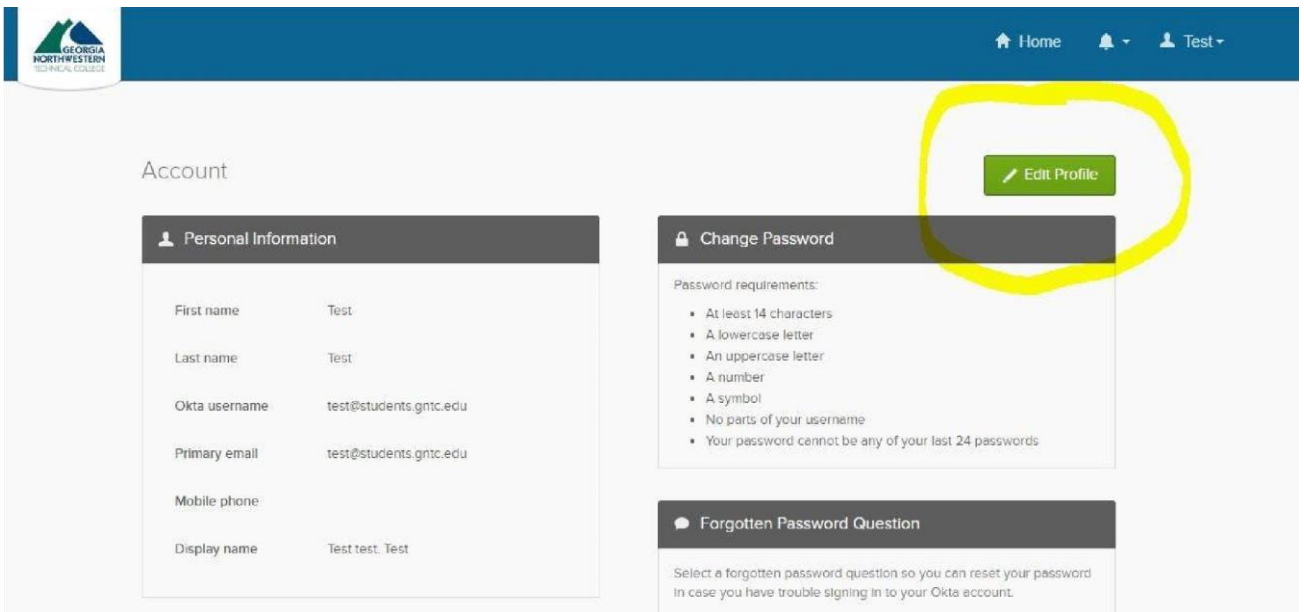 GEORGIA
NORTHWESTERN
TECHNICAL COLLEGE
Home
Test
Account
Edit Profile
Personal Information
First name Test
Last name Test
Okta username test@students.gntc.edu
Primary email test@students.gntc.edu
Mobile phone
Display name Test test. Test
Change Password
Password requirements:
• At least 14 characters
• A lowercase letter
• An uppercase letter
• A number
• A symbol
• No parts of your username
• Your password cannot be any of your last 24 passwords
Forgotten Password Question
Select a forgotten password question so you can reset your password
in case you have trouble signing in to your Okta account.